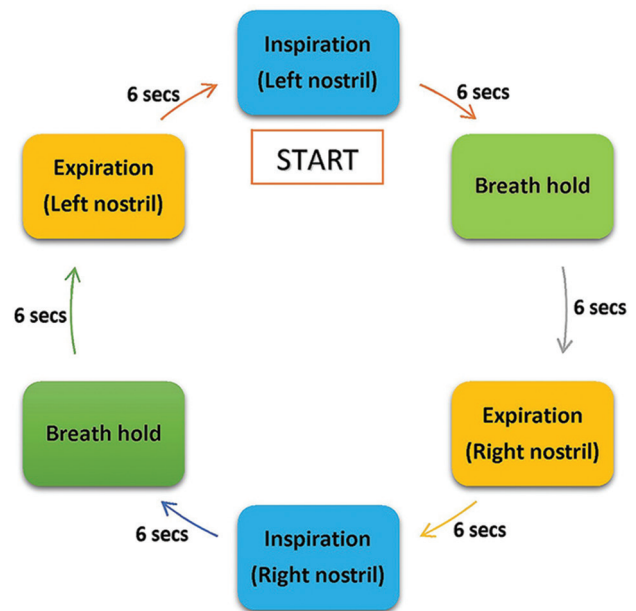 Inspiration
(Left nostril)
START
6 secs
Breath hold
6 secs
Expiration
(Right nostril)
6 secs
Inspiration
(Right nostril)
6 secs
Breath hold
6 secs
Expiration
(Left nostril)
6 secs